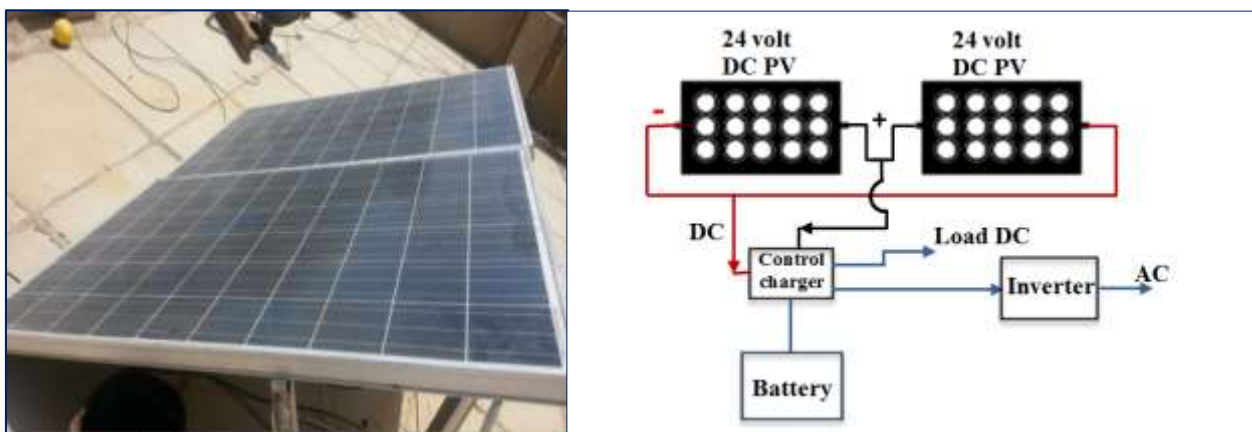 24 volt
DC PV
24 volt
DC PV
-
+
DC
Control
charger
Load DC
Inverter
AC
Battery